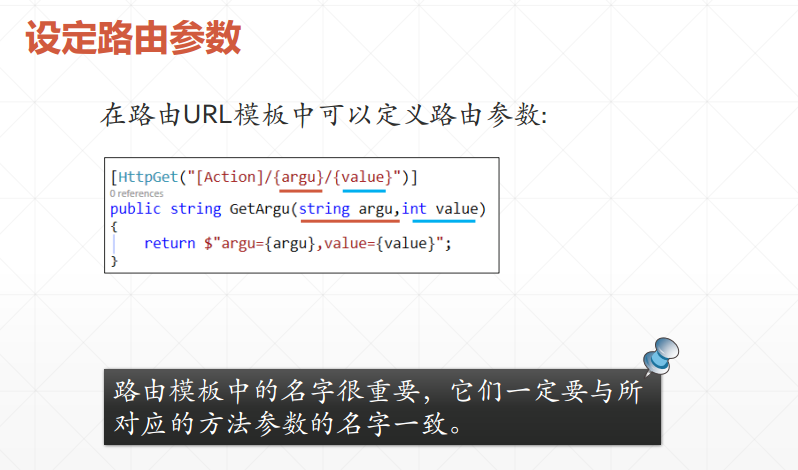 设定路由参数
在路由URL模板中可以定义路由参数:
[HttpGet("[Action]/{argu}/{value}")]
0 references
public string GetArgu(string argu,int value)
{
return $"argu={argu},value={value}";
}
路由模板中的名字很重要，它们一定要与所
对应的方法参数的名字一致。